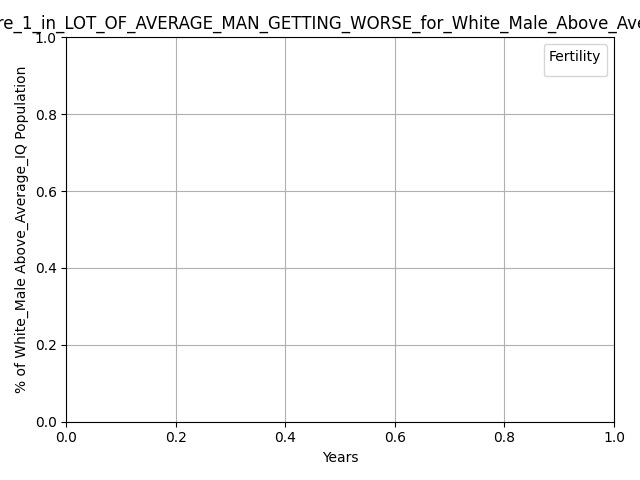 re_1_in_LOT_OF_AVERAGE_MAN_GETTING_WORSE_for_White_Male_Above_Ave
Fertility
% of White_Male Above_Average_IQ Population
1.0
0.8
0.6
0.4
0.2
0.0
0.0 0.2 0.4 0.6 0.8 1.0
Years